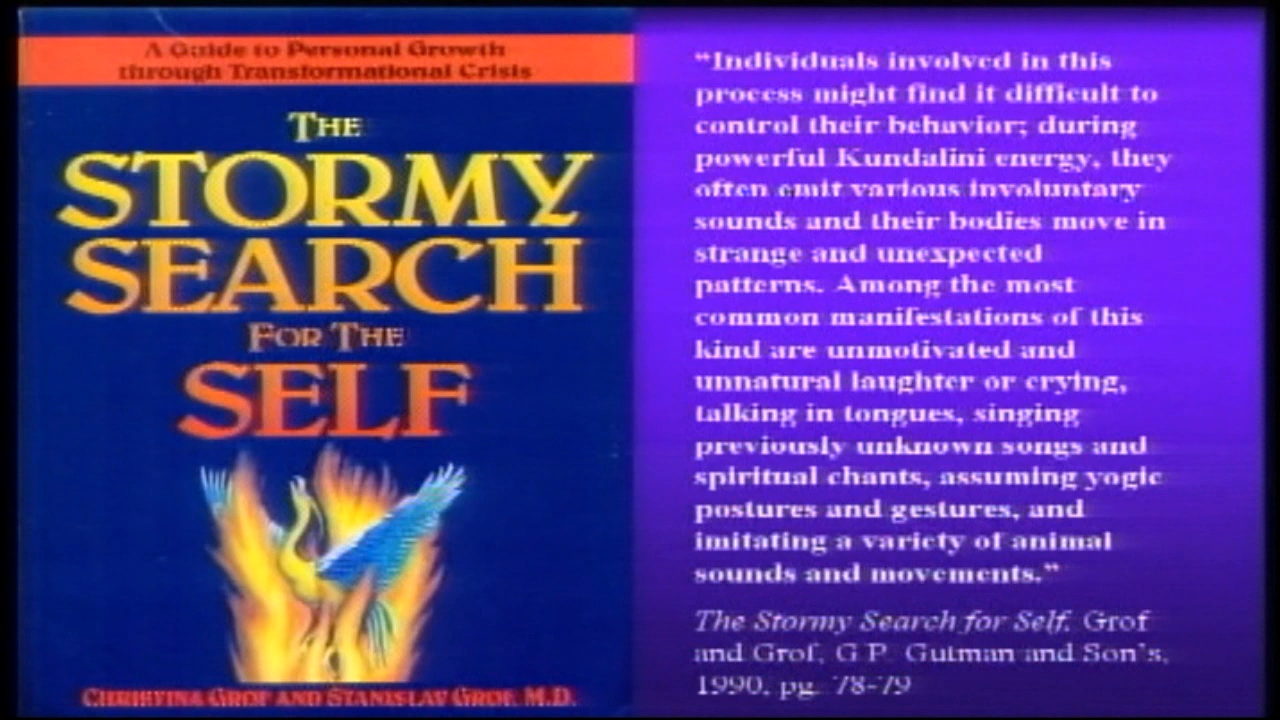 A Guide to Personal Growth
through Transformational Crisis
THE
STORMY
SEARCH
FOR THE
SELF
CHRISTINA GROF AND STANISLAV GROF, M.D.
“Individuals involved in this
process might find it difficult to
control their behavior; during
powerful Kundalini energy, they
often emit various involuntary
sounds and their bodies move in
strange and unexpected
patterns. Among the most
common manifestations of this
kind are unmotivated and
unnatural laughter or crying,
talking in tongues, singing
previously unknown songs and
spiritual chants, assuming yogic
postures and gestures, and
imitating a variety of animal
sounds and movements.”
The Stormy Search for Self, Grof
and Grof, G.P. Gutman and Son's,
1990, pg. 78-79